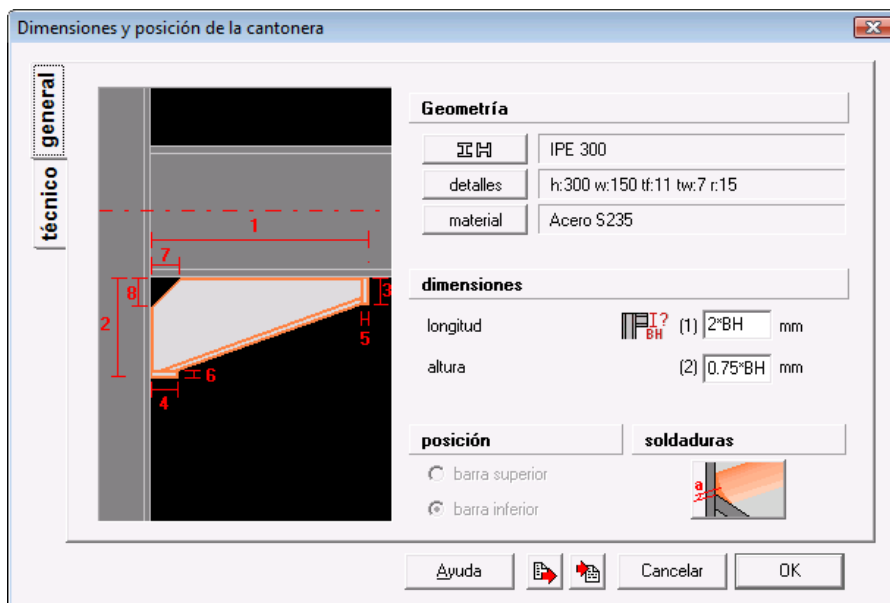 Dimensiones y posición de la cantonera
general
técnico
1
7
8
2
3
5
6
4
Geometría
IPE 300
detalles h:300 w:150 tf:11 tw:7 r:15
material Acero S235
dimensiones
longitud I? BH (1) 2*BH mm
altura (2) 0.75*BH mm
posición soldaduras
barra superior
barra inferior
a
Ayuda Cancelar OK